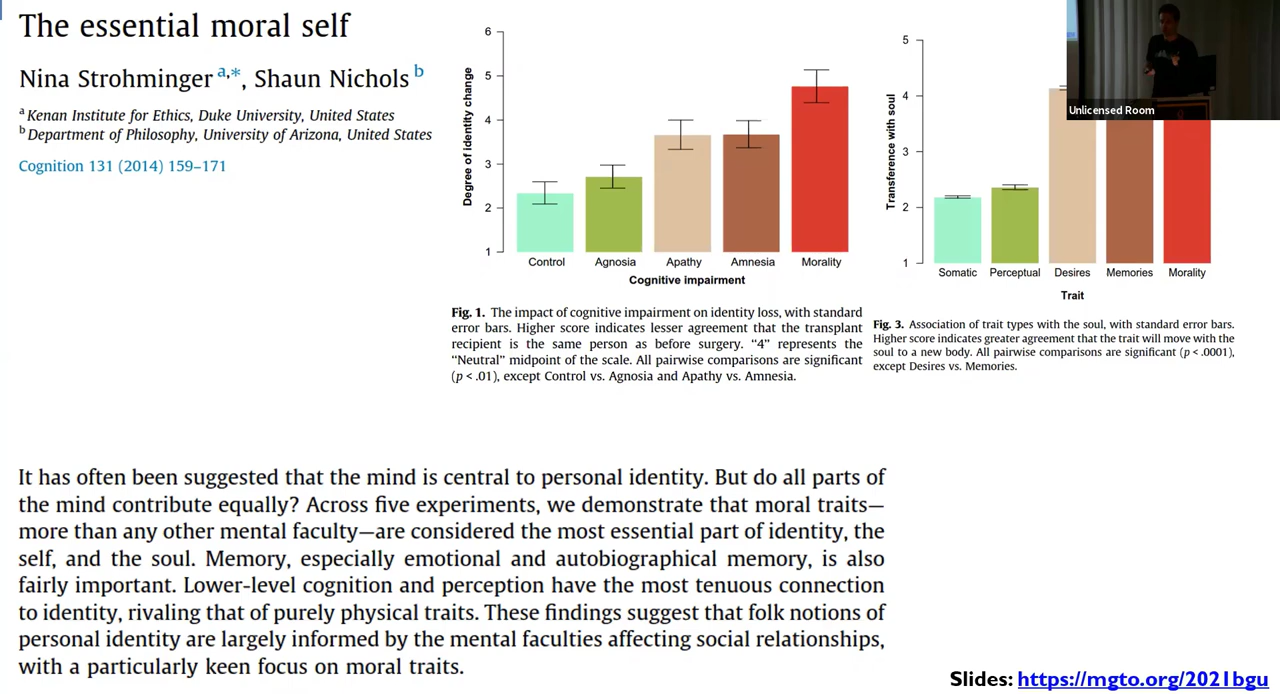 The essential moral self
Nina Strohminger a,*, Shaun Nichols b
a Kenan Institute for Ethics, Duke University, United States
b Department of Philosophy, University of Arizona, United States
Cognition 131 (2014) 159–171
6
5
4
3
2
1
Degree of identity change
Control Agnosia Apathy Amnesia Morality
Cognitive impairment
Fig. 1. The impact of cognitive impairment on identity loss, with standard
error bars. Higher score indicates lesser agreement that the transplant
recipient is the same person as before surgery. “4” represents the
“Neutral” midpoint of the scale. All pairwise comparisons are significant
(p < .01), except Control vs. Agnosia and Apathy vs. Amnesia.
5
4
3
2
1
Transference with soul
Somatic Perceptual Desires Memories Morality
Trait
Fig. 3. Association of trait types with the soul, with standard error bars.
Higher score indicates greater agreement that the trait will move with the
soul to a new body. All pairwise comparisons are significant (p < .0001),
except Desires vs. Memories.
Unlicensed Room
It has often been suggested that the mind is central to personal identity. But do all parts of
the mind contribute equally? Across five experiments, we demonstrate that moral traits—
more than any other mental faculty—are considered the most essential part of identity, the
self, and the soul. Memory, especially emotional and autobiographical memory, is also
fairly important. Lower-level cognition and perception have the most tenuous connection
to identity, rivaling that of purely physical traits. These findings suggest that folk notions of
personal identity are largely informed by the mental faculties affecting social relationships,
with a particularly keen focus on moral traits.
Slides: https://mgto.org/2021bgu